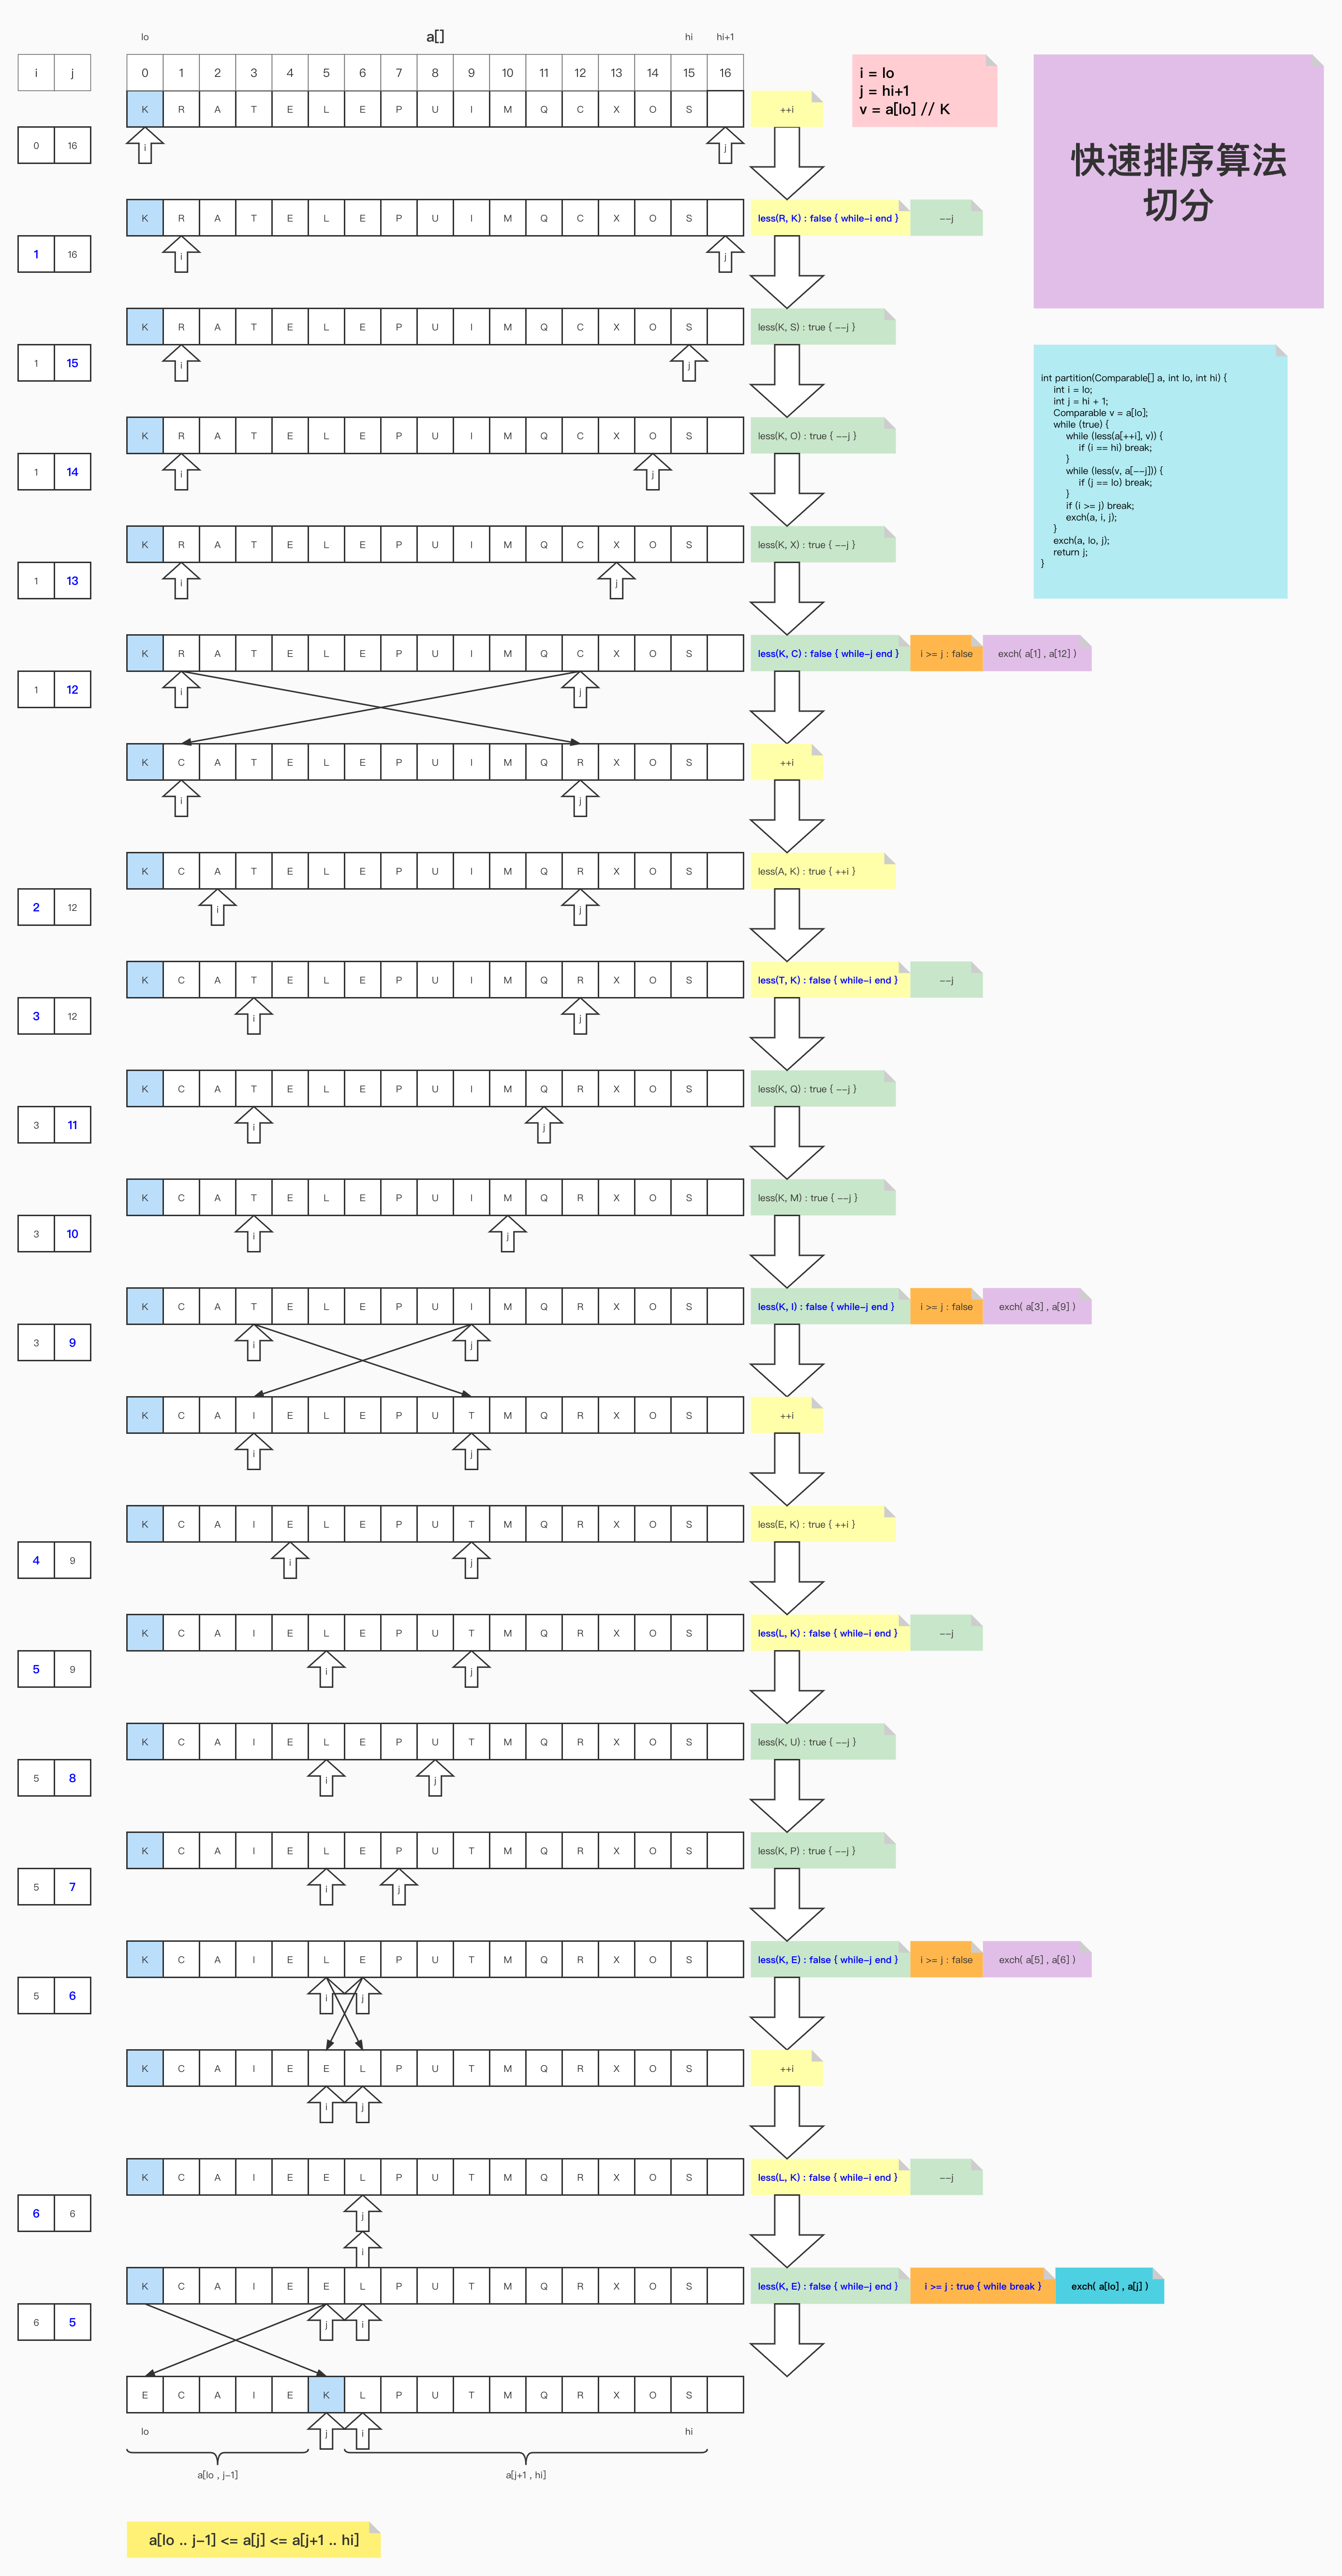 lo a[] hi hi+1
i j 0 1 2 3 4 5 6 7 8 9 10 11 12 13 14 15 16
K R A T E L E P U I M Q C X O S ++i
0 16 i j
i = lo
j = hi+1
v = a[lo] // K
快速排序算法
切分
K R A T E L E P U I M Q C X O S less(R, K) : false { while-i end } --j
1 16 i j
K R A T E L E P U I M Q C X O S less(K, S) : true { --j }
1 15 i j
int partition(Comparable[] a, int lo, int hi) {
int i = lo;
int j = hi + 1;
Comparable v = a[lo];
while (true) {
while (less(a[++i], v)) {
if (i == hi) break;
}
while (less(v, a[--j])) {
if (j == lo) break;
}
if (i >= j) break;
exch(a, i, j);
}
exch(a, lo, j);
return j;
}
K R A T E L E P U I M Q C X O S less(K, O) : true { --j }
1 14 i j
K R A T E L E P U I M Q C X O S less(K, X) : true { --j }
1 13 i j
K R A T E L E P U I M Q C X O S less(K, C) : false { while-j end } i >= j : false exch( a[1] , a[12] )
1 12 i j
K C A T E L E P U I M Q R X O S ++i
i j
K C A T E L E P U I M Q R X O S less(A, K) : true { ++i }
2 12 i j
K C A T E L E P U I M Q R X O S less(T, K) : false { while-i end } --j
3 12 i j
K C A T E L E P U I M Q R X O S less(K, Q) : true { --j }
3 11 i j
K C A T E L E P U I M Q R X O S less(K, M) : true { --j }
3 10 i j
K C A T E L E P U I M Q R X O S less(K, I) : false { while-j end } i >= j : false exch( a[3] , a[9] )
3 9 i j
K C A I E L E P U T M Q R X O S ++i
i j
K C A I E L E P U T M Q R X O S less(E, K) : true { ++i }
4 9 i j
K C A I E L E P U T M Q R X O S less(L, K) : false { while-i end } --j
5 9 i j
K C A I E L E P U T M Q R X O S less(K, U) : true { --j }
5 8 i j
K C A I E L E P U T M Q R X O S less(K, P) : true { --j }
5 7 i j
K C A I E L E P U T M Q R X O S less(K, E) : false { while-j end } i >= j : false exch( a[5] , a[6] )
5 6 i j
K C A I E E L P U T M Q R X O S ++i
i j
K C A I E E L P U T M Q R X O S less(L, K) : false { while-i end } --j
6 6 j
i
K C A I E E L P U T M Q R X O S less(K, E) : false { while-j end } i >= j : true { while break } exch( a[lo] , a[j] )
6 5 j i
E C A I E K L P U T M Q R X O S
lo j i hi
a[lo , j-1] a[j+1 , hi]
a[lo .. j-1] <= a[j] <= a[j+1 .. hi]